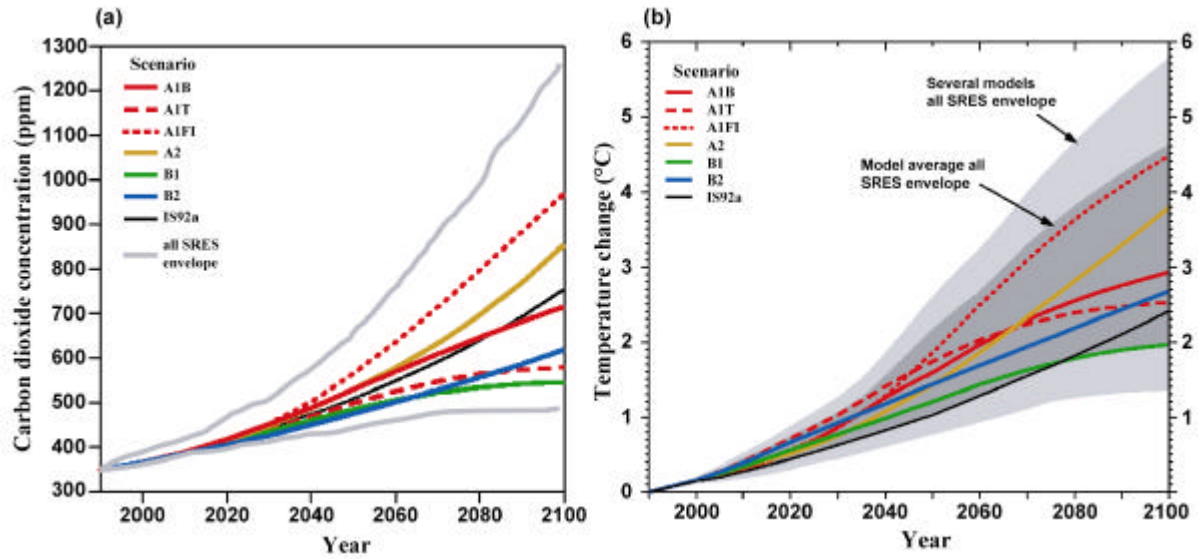 (a)
Carbon dioxide concentration (ppm)
1300
1200
1100
1000
900
800
700
600
500
400
300
Scenario
A1B
A1T
A1FI
A2
B1
B2
IS92a
all SRES
envelope
2000
2020
2040
2060
2080
2100
Year
(b)
Temperature change (°C)
6
5
4
3
2
1
0
Scenario
A1B
A1T
A1FI
A2
B1
B2
IS92a
Several models
all SRES envelope
Model average all
SRES envelope
6
5
4
3
2
1
2000
2020
2040
2060
2080
2100
Year